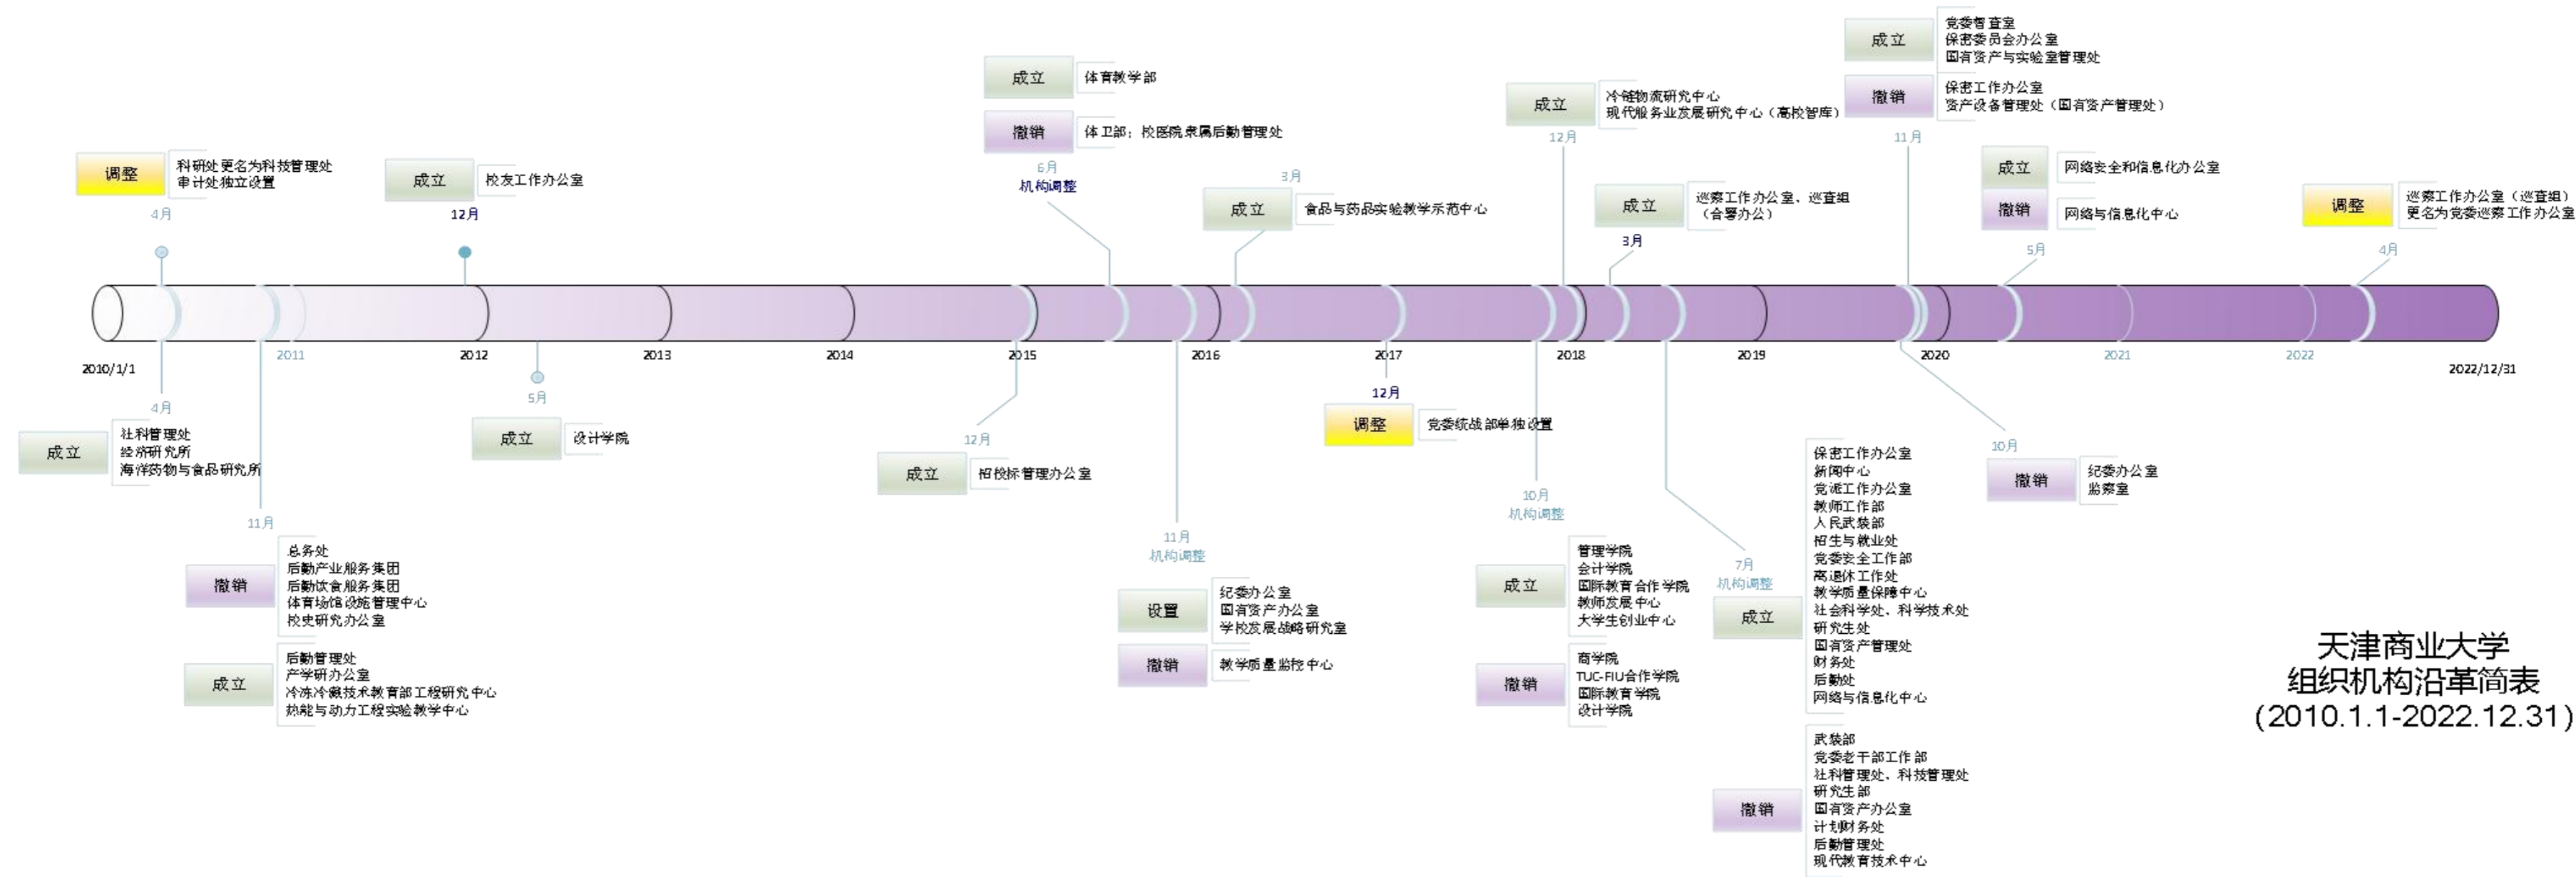 调整
科研处更名为科技管理处
审计处独立设置
4月
成立
校友工作办公室
12月
成立
体育教学部
撤销
体卫部；校医院隶属后勤管理处
6月
机构调整
3月
成立
食品与药品实验教学示范中心
成立
冷链物流研究中心
现代服务业发展研究中心（高校智库）
12月
成立
巡察工作办公室、巡查组
（合署办公）
3月
成立
党委督查室
保密委员会办公室
国有资产与实验室管理处
撤销
保密工作办公室
资产设备管理处（国有资产管理处）
11月
成立
网络安全和信息化办公室
撤销
网络与信息化中心
5月
调整
巡察工作办公室（巡查组）
更名为党委巡察工作办公室
4月
2010/1/1
2011
2012
2013
2014
2015
2016
2017
2018
2019
2020
2021
2022
2022/12/31
4月
成立
社科管理处
经济研究所
海洋药物与食品研究所
11月
撤销
总务处
后勤产业服务集团
后勤饮食服务集团
体育场馆设施管理中心
校史研究办公室
成立
后勤管理处
产学研办公室
冷冻冷藏技术教育部工程研究中心
热能与动力工程实验教学中心
5月
成立
设计学院
12月
成立
招投标管理办公室
11月
机构调整
设置
纪委办公室
国有资产办公室
学校发展战略研究室
撤销
教学质量监控中心
12月
调整
党委统战部单独设置
10月
机构调整
成立
管理学院
会计学院
国际教育合作学院
教师发展中心
大学生创业中心
撤销
商学院
TUC-FIU合作学院
国际教育学院
设计学院
7月
机构调整
成立
保密工作办公室
新闻中心
党派工作办公室
教师工作部
人民武装部
招生与就业处
党委安全工作部
离退休工作处
教学质量保障中心
社会科学处、科学技术处
研究生处
国有资产管理处
财务处
后勤处
网络与信息化中心
撤销
武装部
党委老干部工作部
社科管理处、科技管理处
研究生部
国有资产办公室
计划财务处
后勤管理处
现代教育技术中心
10月
撤销
纪委办公室
监察室
天津商业大学
组织机构沿革简表
(2010.1.1-2022.12.31)